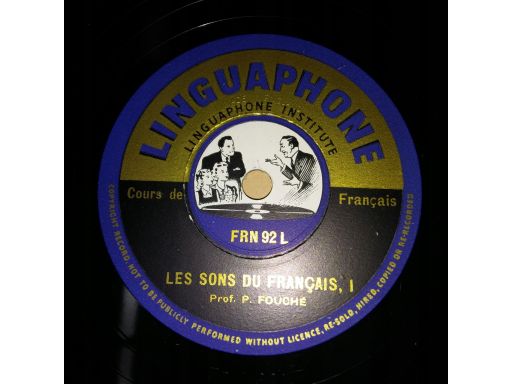 LINGUAPHONE
LINGUAPHONE INSTITUTE
Cours de Français
FRN 92 L
LES SONS DU FRANÇAIS, I
Prof. P. FOUCHÉ
COPYRIGHT RECORD. NOT TO BE PUBLICLY PERFORMED WITHOUT LICENCE, RE-SOLD, HIRED, COPIED OR RE-RECORDED